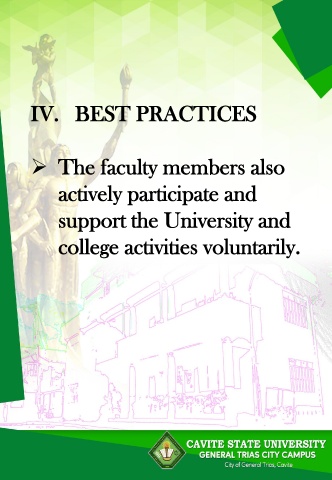 IV. BEST PRACTICES
➢ The faculty members also
actively participate and
support the University and
college activities voluntarily.
CAVITE STATE UNIVERSITY
GENERAL TRIAS CITY CAMPUS
City of General Trias, Cavite